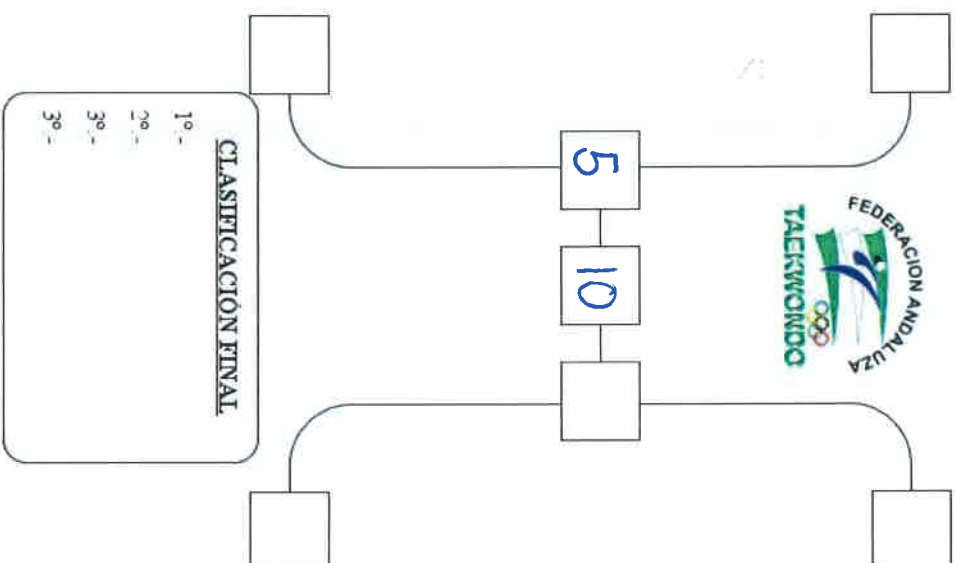 FEDERACION ANDALUZA
TAEKWONDO
5
10
CLASIFICACIÓN FINAL
1º.-
2º.-
3º.-
3º.-